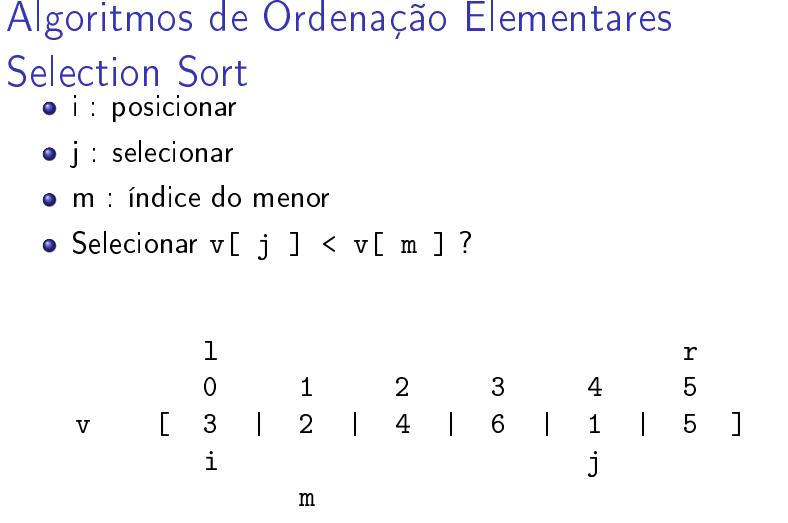 Algoritmos de Ordenação Elementares
Selection Sort
i : posicionar
j : selecionar
m : índice do menor
Selecionar v[ j ] < v[ m ] ?
l r
0 1 2 3 4 5
v [ 3 | 2 | 4 | 6 | 1 | 5 ]
i j
m